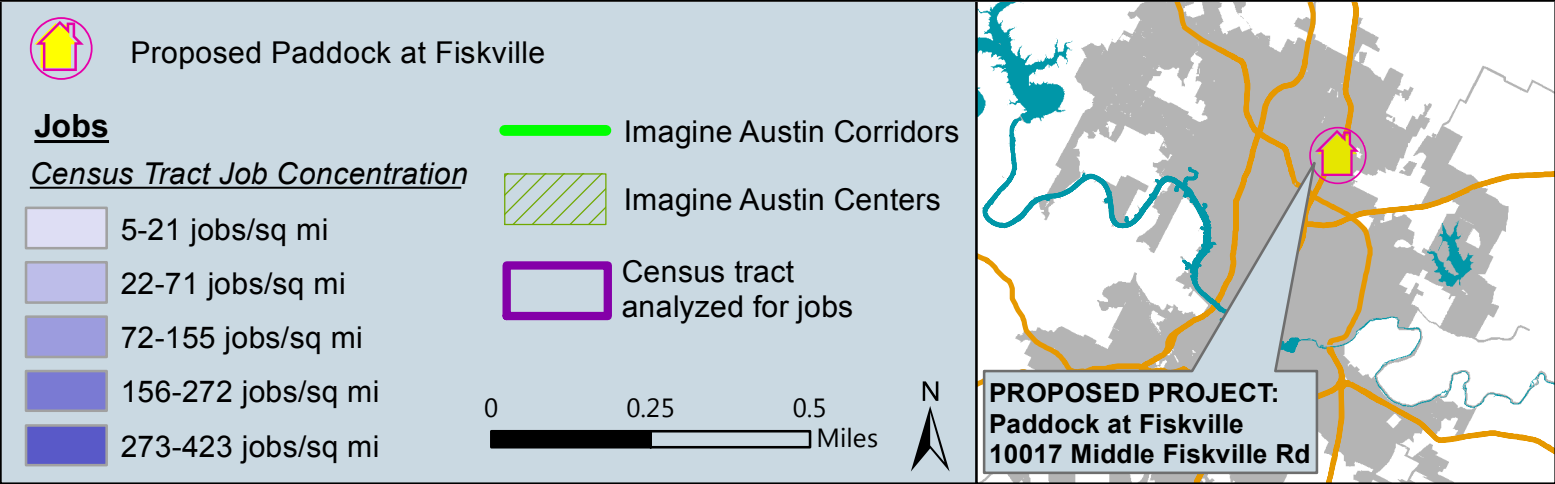 Proposed Paddock at Fiskville
Jobs
Census Tract Job Concentration
5-21 jobs/sq mi
22-71 jobs/sq mi
72-155 jobs/sq mi
156-272 jobs/sq mi
273-423 jobs/sq mi
Imagine Austin Corridors
Imagine Austin Centers
Census tract
analyzed for jobs
0 0.25 0.5
Miles
N
PROPOSED PROJECT:
Paddock at Fiskville
10017 Middle Fiskville Rd